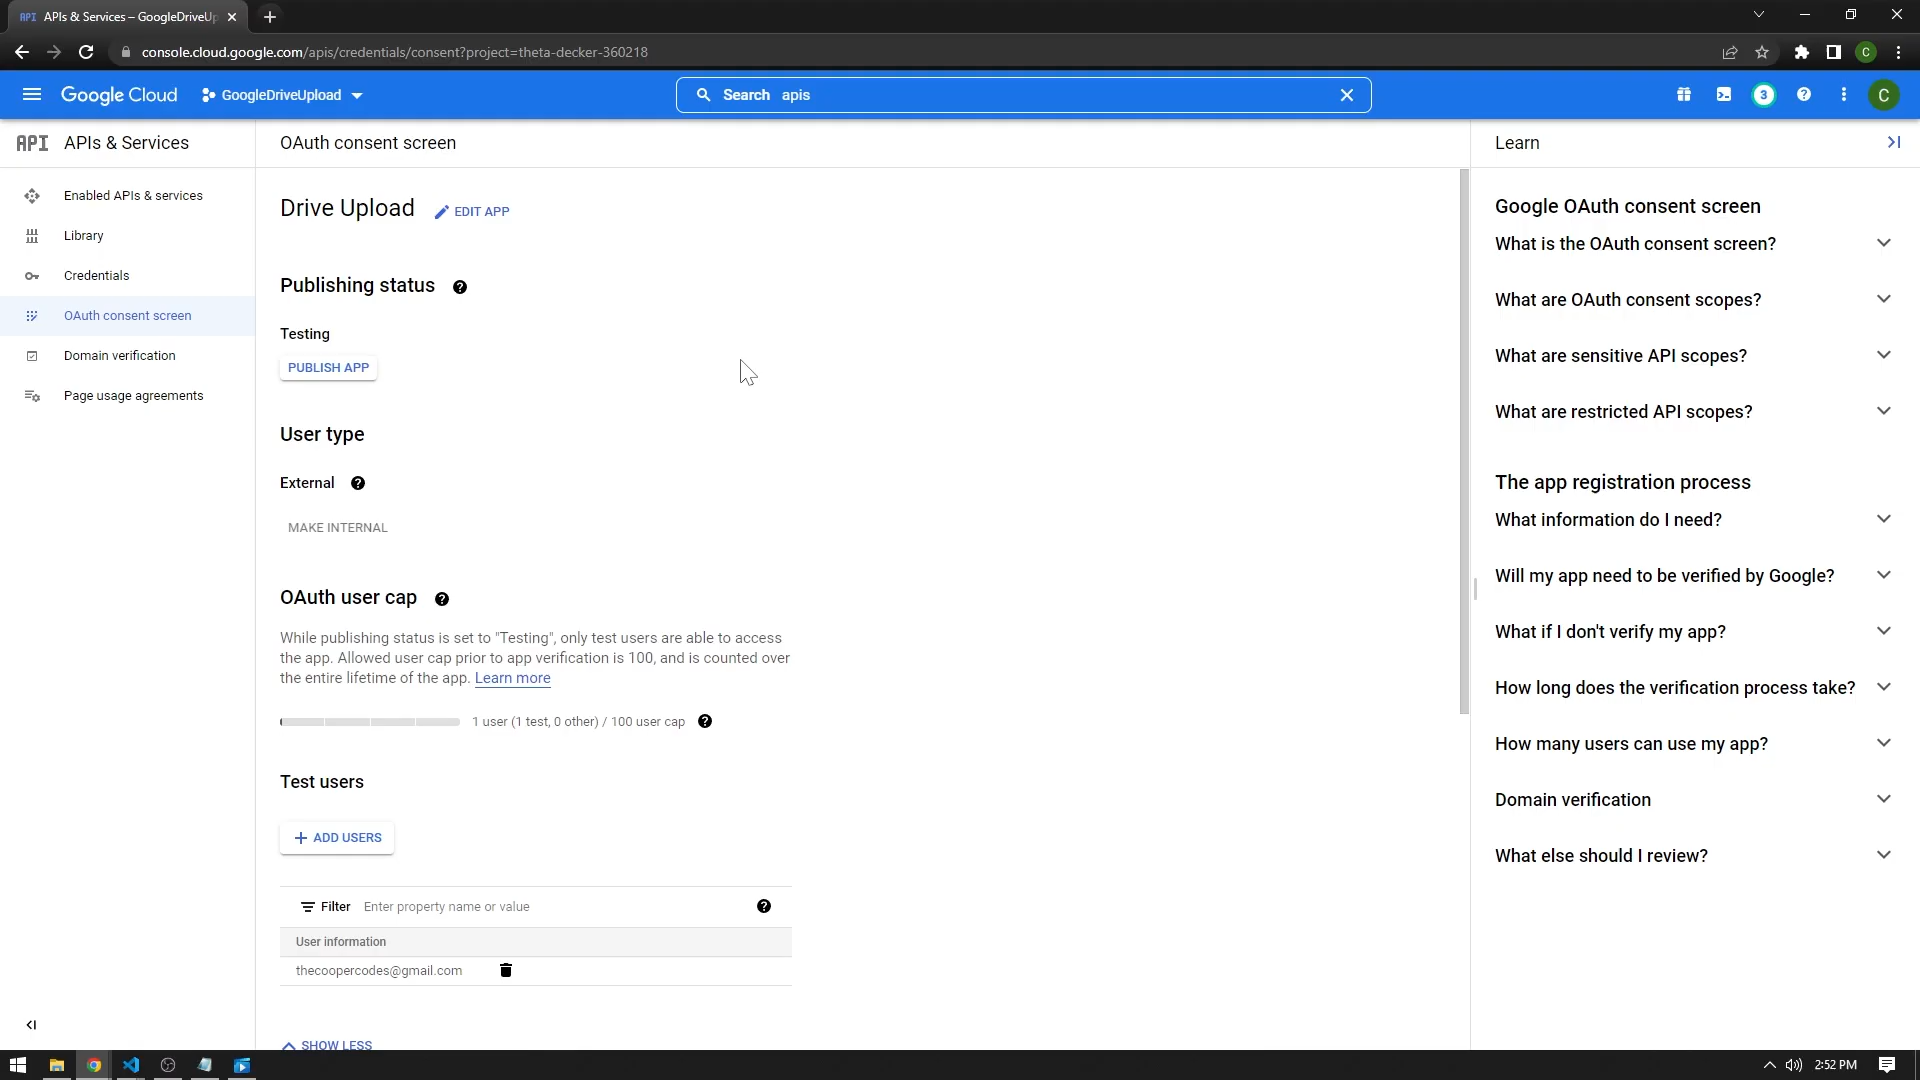 API APIs & Services – GoogleDriveUp
console.cloud.google.com/apis/credentials/consent?project=theta-decker-360218
C
Google Cloud
GoogleDriveUpload
Search apis
3
C
API APIs & Services
Enabled APIs & services
Library
Credentials
OAuth consent screen
Domain verification
Page usage agreements
OAuth consent screen
Drive Upload
EDIT APP
Publishing status
Testing
PUBLISH APP
User type
External
MAKE INTERNAL
OAuth user cap
While publishing status is set to "Testing", only test users are able to access
the app. Allowed user cap prior to app verification is 100, and is counted over
the entire lifetime of the app. Learn more
1 user (1 test, 0 other) / 100 user cap
Test users
ADD USERS
Filter Enter property name or value
User information
thecoopercodes@gmail.com
SHOW LESS
Learn
Google OAuth consent screen
What is the OAuth consent screen?
What are OAuth consent scopes?
What are sensitive API scopes?
What are restricted API scopes?
The app registration process
What information do I need?
Will my app need to be verified by Google?
What if I don't verify my app?
How long does the verification process take?
How many users can use my app?
Domain verification
What else should I review?
2:52 PM